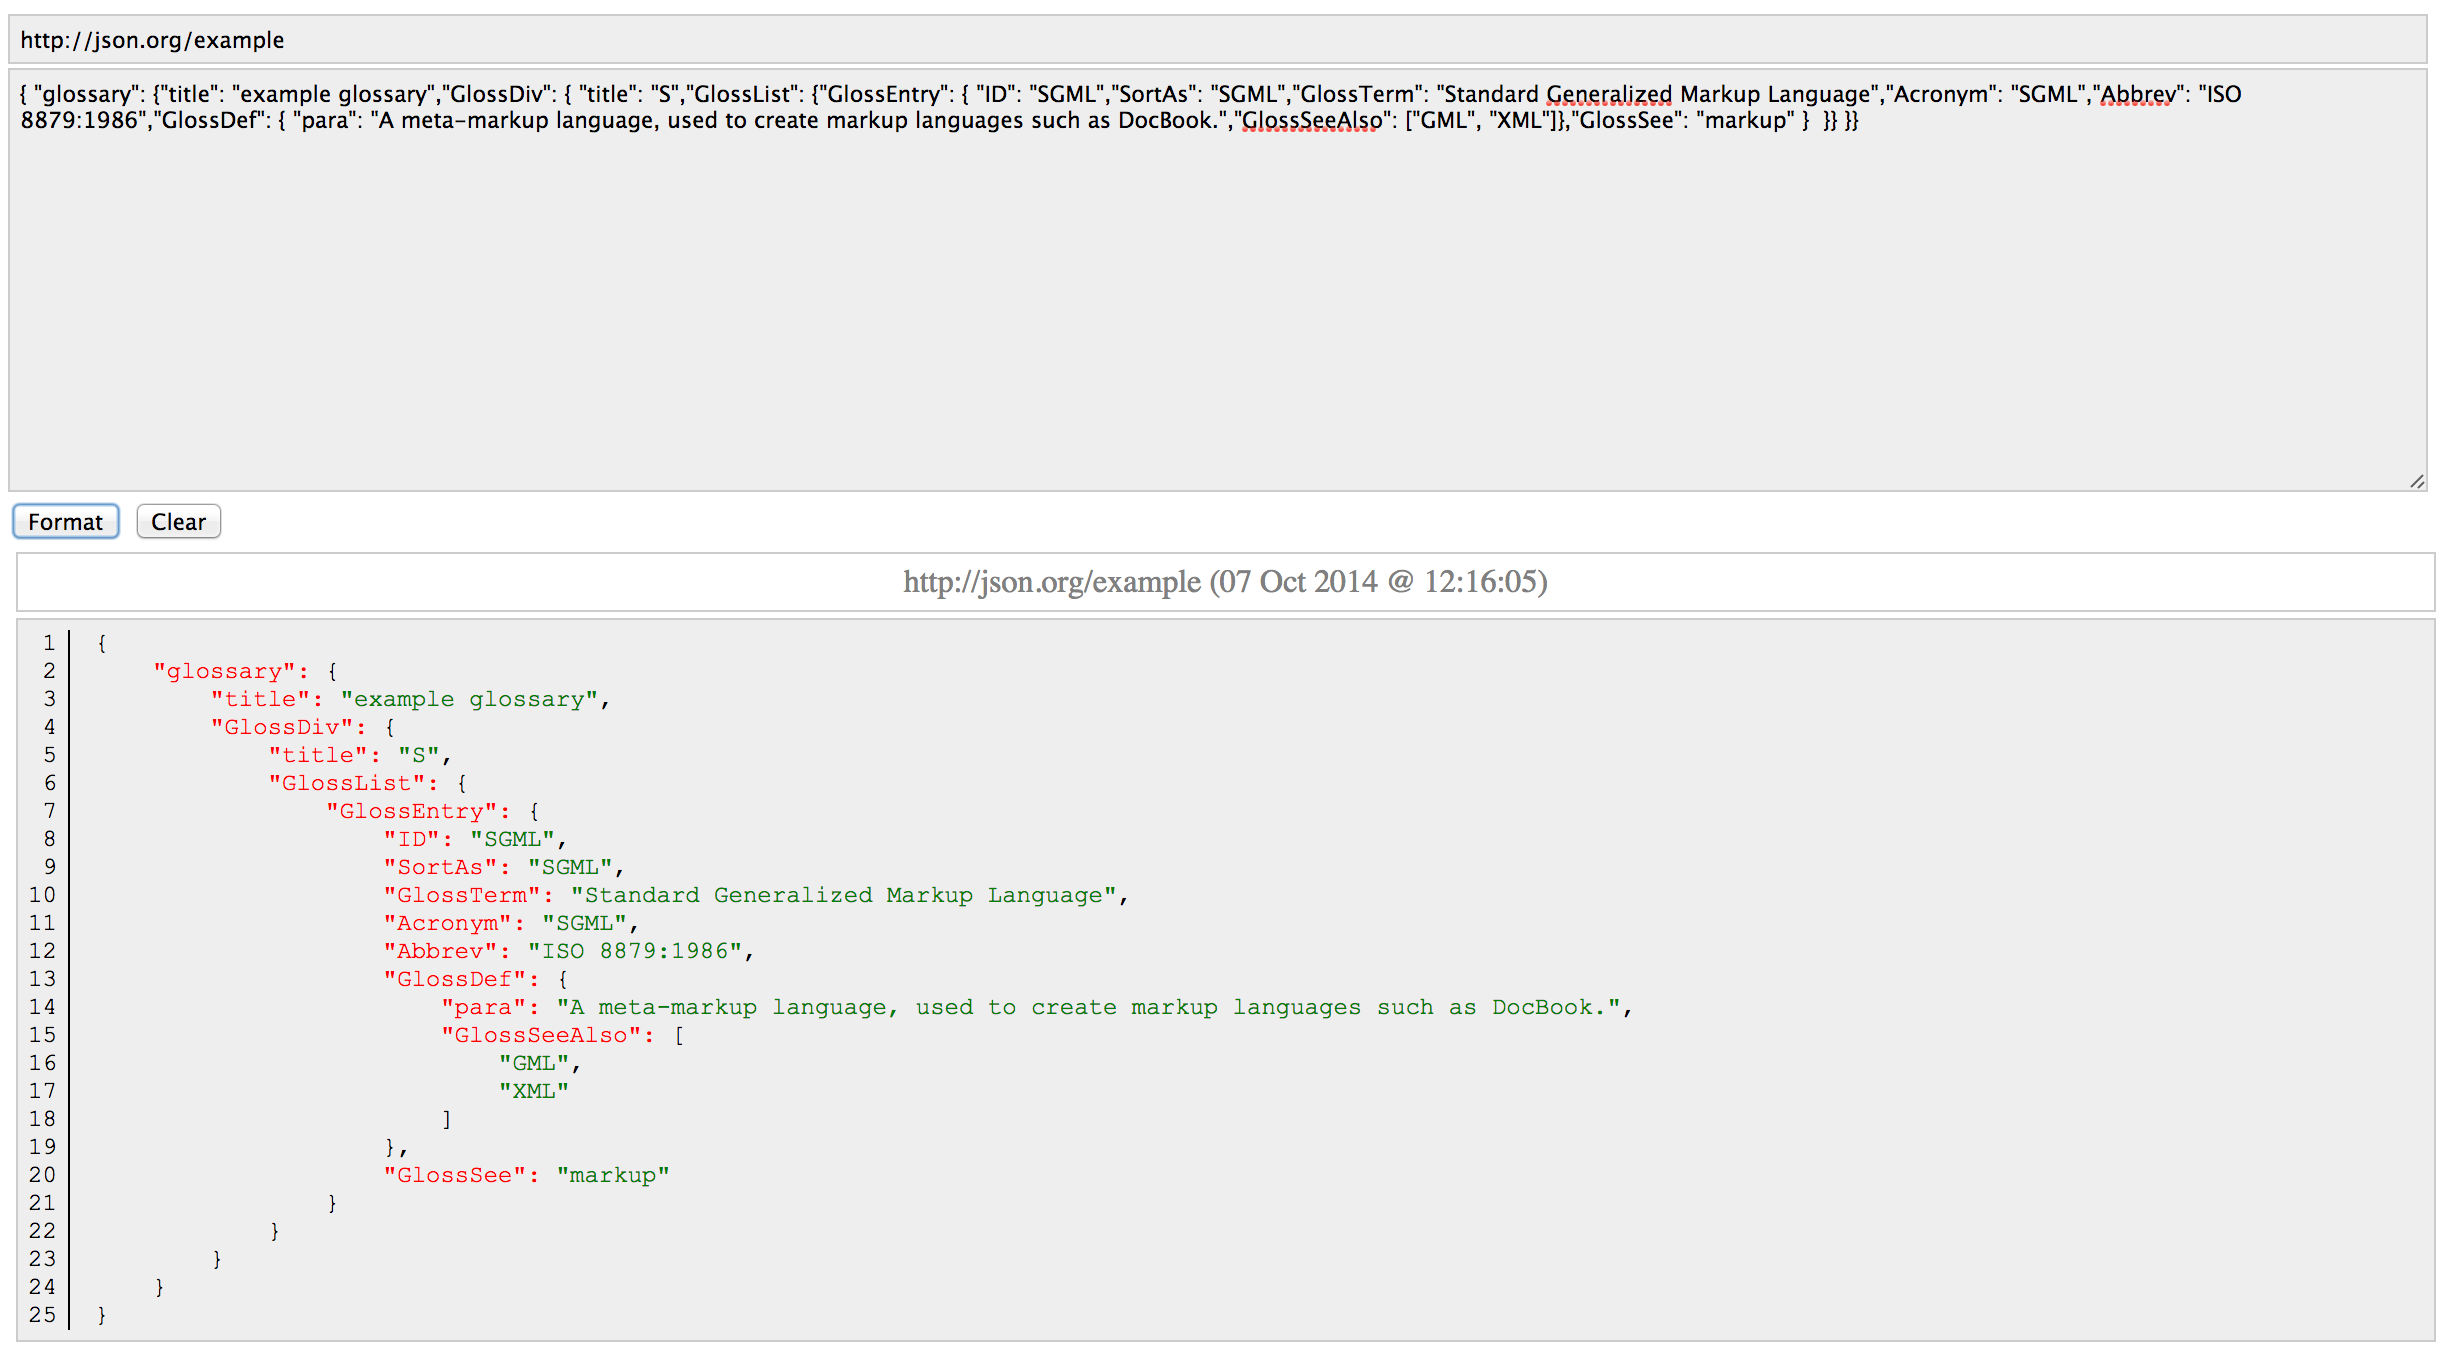 http://json.org/example
{ "glossary": {"title": "example glossary","GlossDiv": { "title": "S","GlossList": {"GlossEntry": { "ID": "SGML","SortAs": "SGML","GlossTerm": "Standard Generalized Markup Language","Acronym": "SGML","Abbrev": "ISO
8879:1986","GlossDef": { "para": "A meta-markup language, used to create markup languages such as DocBook.","GlossSeeAlso": ["GML", "XML"]},"GlossSee": "markup" }  }} }}
Format Clear
http://json.org/example (07 Oct 2014 @ 12:16:05)
1 {
2     "glossary": {
3         "title": "example glossary",
4         "GlossDiv": {
5             "title": "S",
6             "GlossList": {
7                 "GlossEntry": {
8                     "ID": "SGML",
9                     "SortAs": "SGML",
10                     "GlossTerm": "Standard Generalized Markup Language",
11                     "Acronym": "SGML",
12                     "Abbrev": "ISO 8879:1986",
13                     "GlossDef": {
14                         "para": "A meta-markup language, used to create markup languages such as DocBook.",
15                         "GlossSeeAlso": [
16                             "GML",
17                             "XML"
18                         ]
19                     },
20                     "GlossSee": "markup"
21                 }
22             }
23         }
24     }
25 }